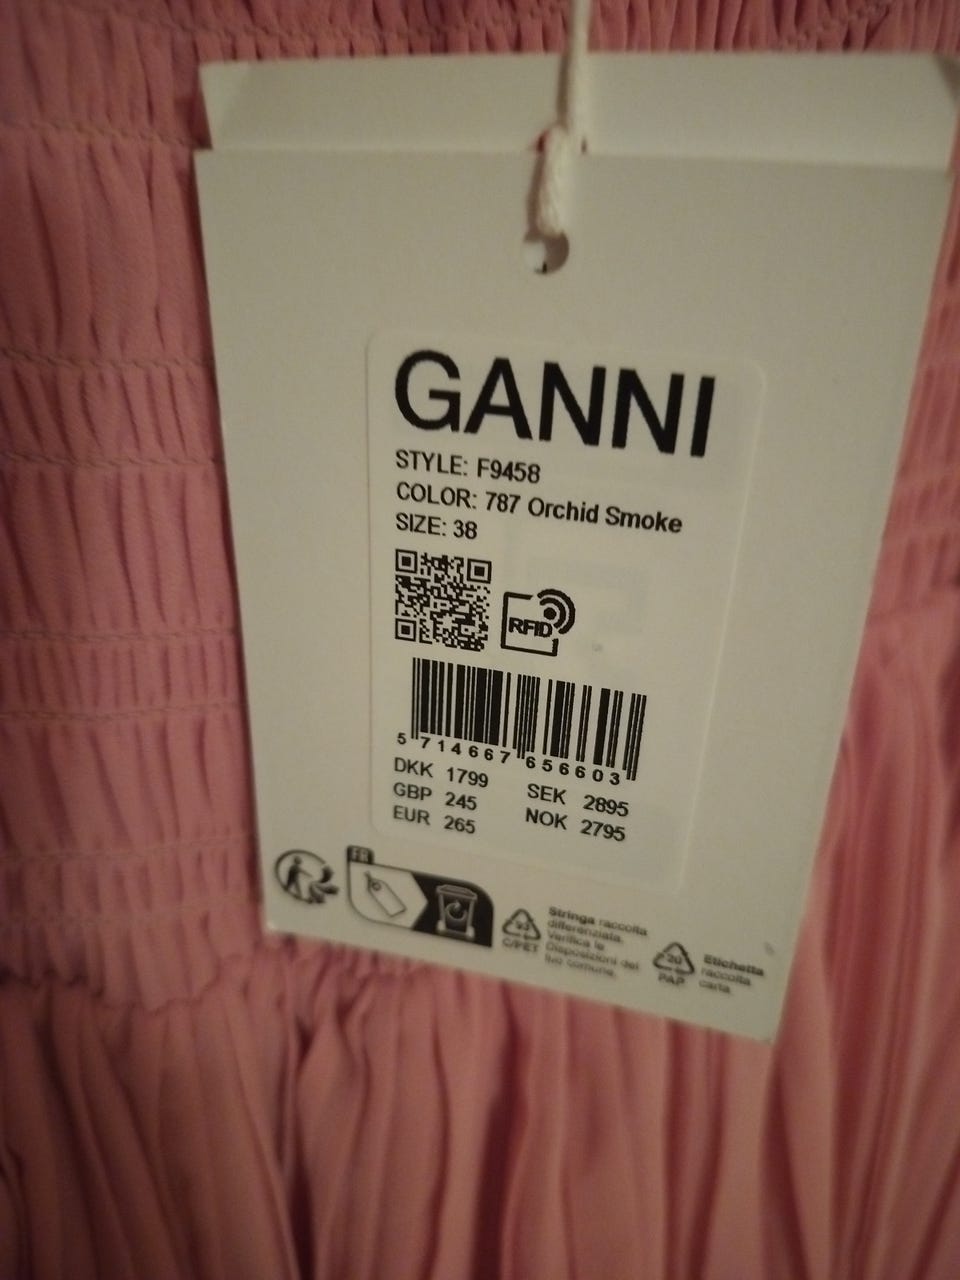 GANNI
STYLE: F9458
COLOR: 787 Orchid Smoke
SIZE: 38
RFID
5 714667 656603
DKK 1799 SEK 2895
GBP 245 NOK 2795
EUR 265
FR
C/PET
Stringa raccolta
differenziata.
Verifica le
Disposizioni del
tuo comune.
20
PAP
Etichetta
raccolta
carta.